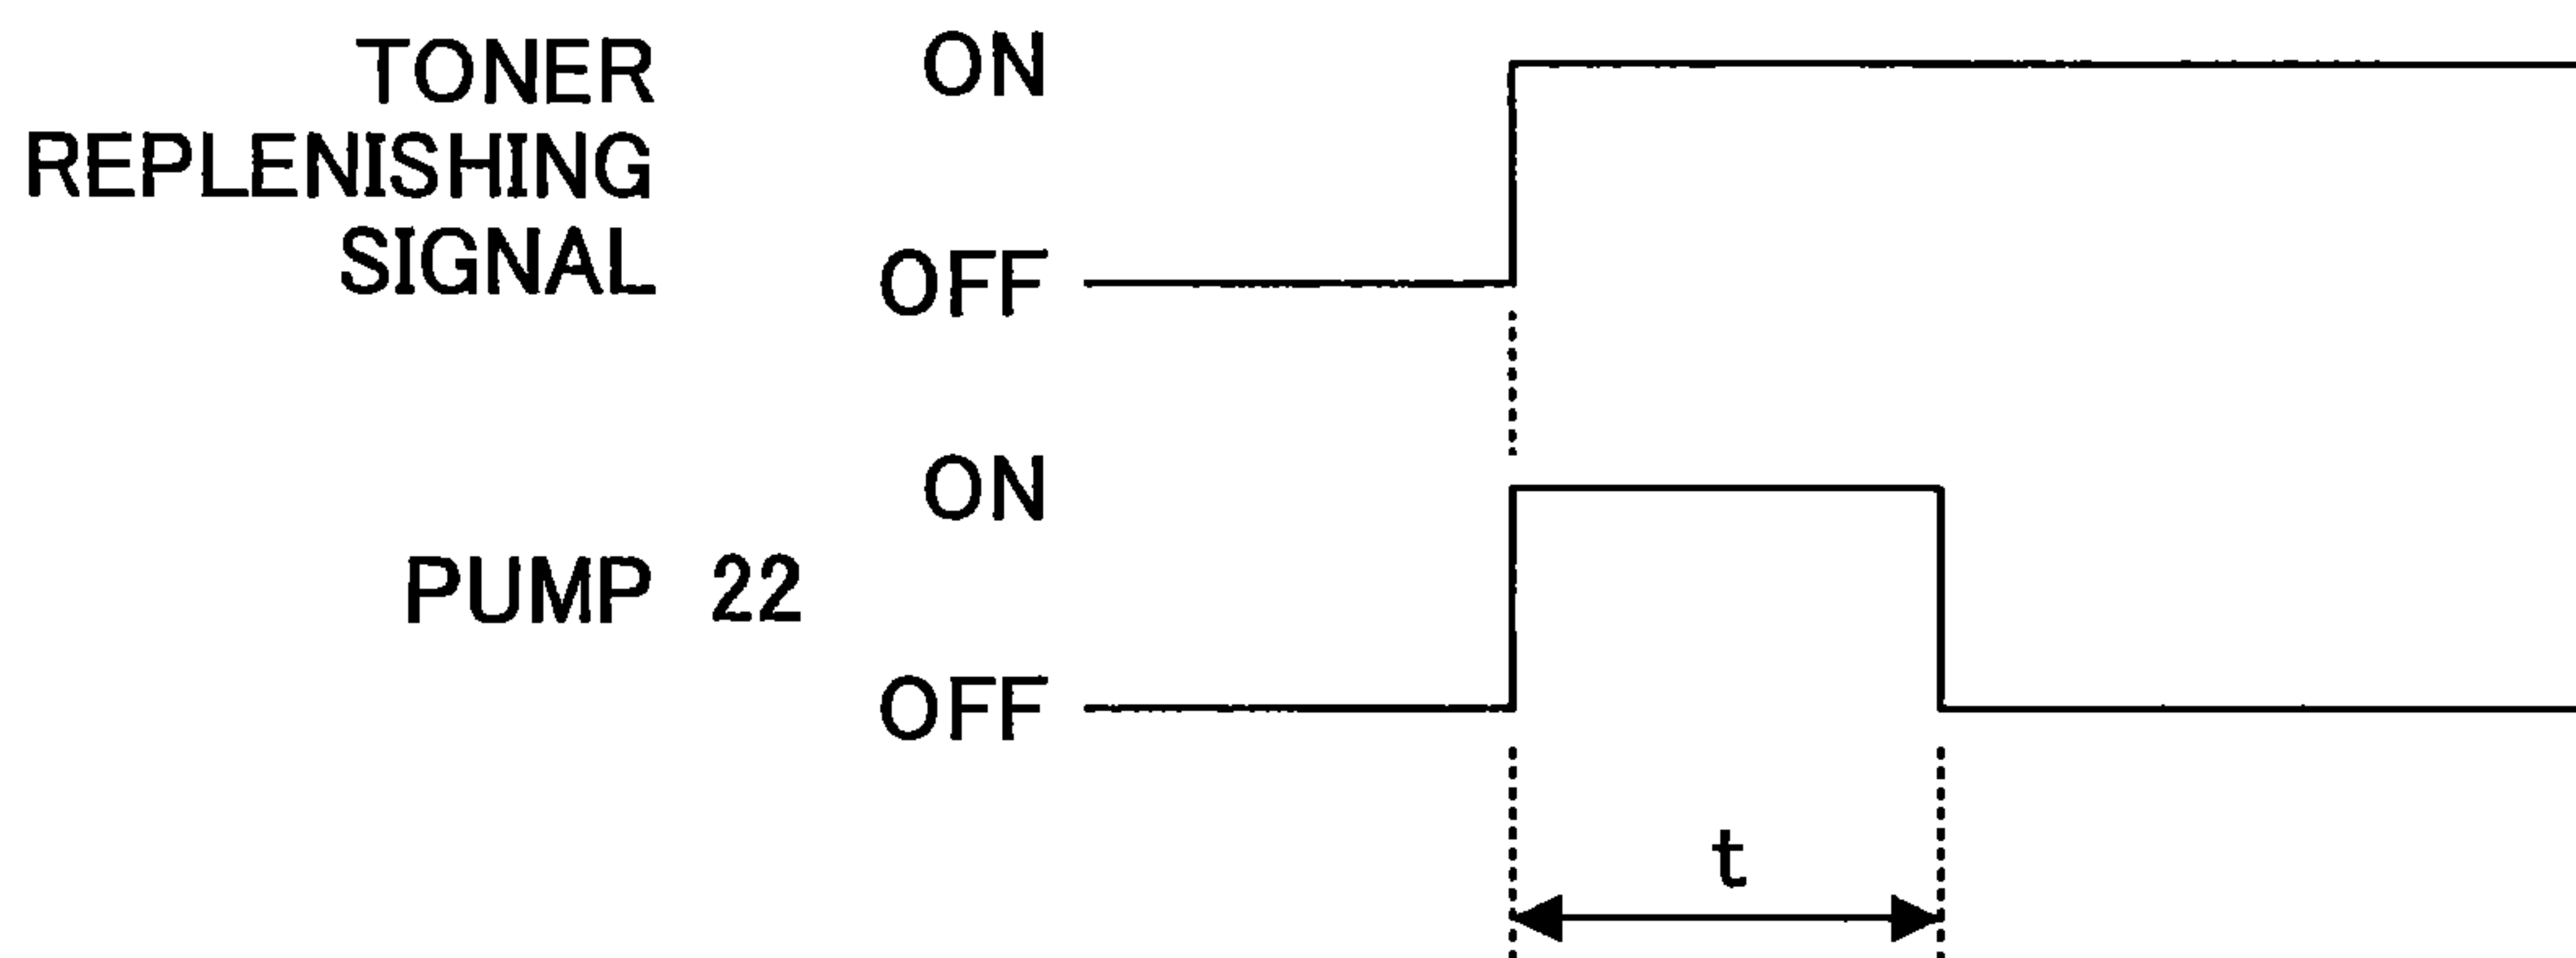 TONER
REPLENISHING
SIGNAL
ON
OFF
PUMP 22
ON
OFF
t